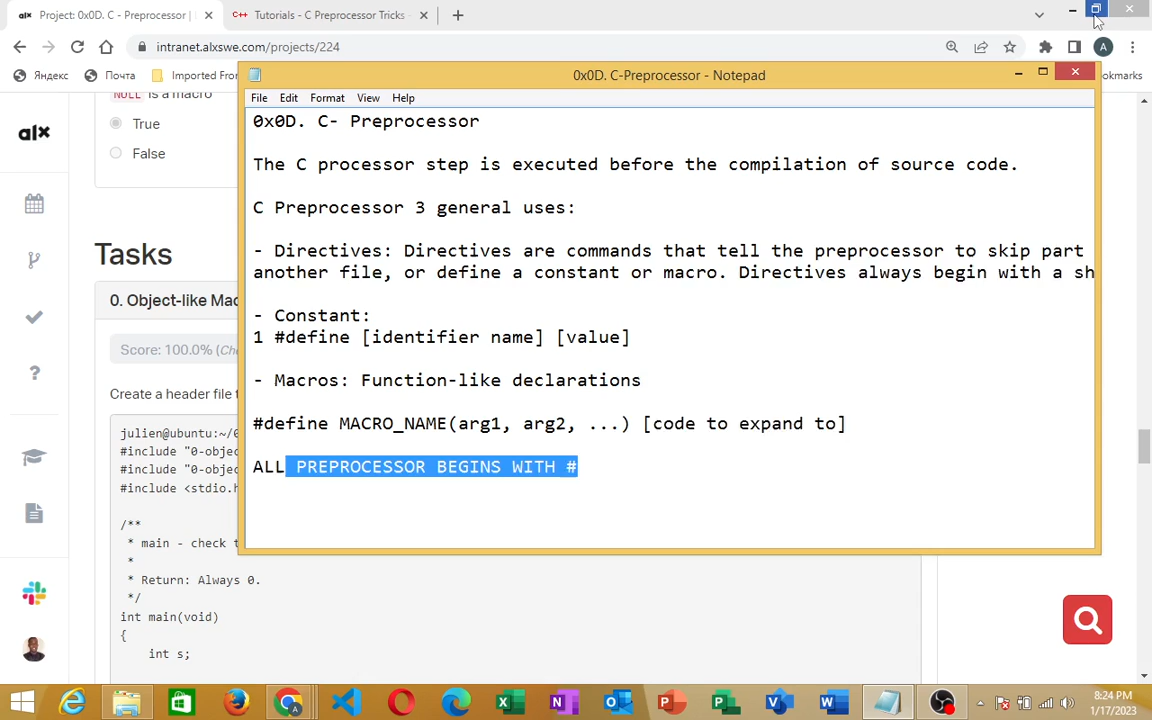 Project: 0x0D. C - Preprocessor |
Tutorials - C Preprocessor Tricks
intranet.alxswe.com/projects/224
A
Яндекс
Почта
Imported Fro
okmarks
0x0D. C-Preprocessor - Notepad
File Edit Format View Help
0x0D. C- Preprocessor
The C processor step is executed before the compilation of source code.
C Preprocessor 3 general uses:
- Directives: Directives are commands that tell the preprocessor to skip part
another file, or define a constant or macro. Directives always begin with a sh
- Constant:
1 #define [identifier name] [value]
- Macros: Function-like declarations
#define MACRO_NAME(arg1, arg2, ...) [code to expand to]
ALL PREPROCESSOR BEGINS WITH #
alx
NULL is a macro
True
False
Tasks
0. Object-like Mac
Score: 100.0% (Che
Create a header file t
julien@ubuntu:~/0
#include "0-objec
#include "0-objec
#include <stdio.h
/**
* main - check t
*
* Return: Always 0.
*/
int main(void)
{
int s;
8:24 PM
1/17/2023